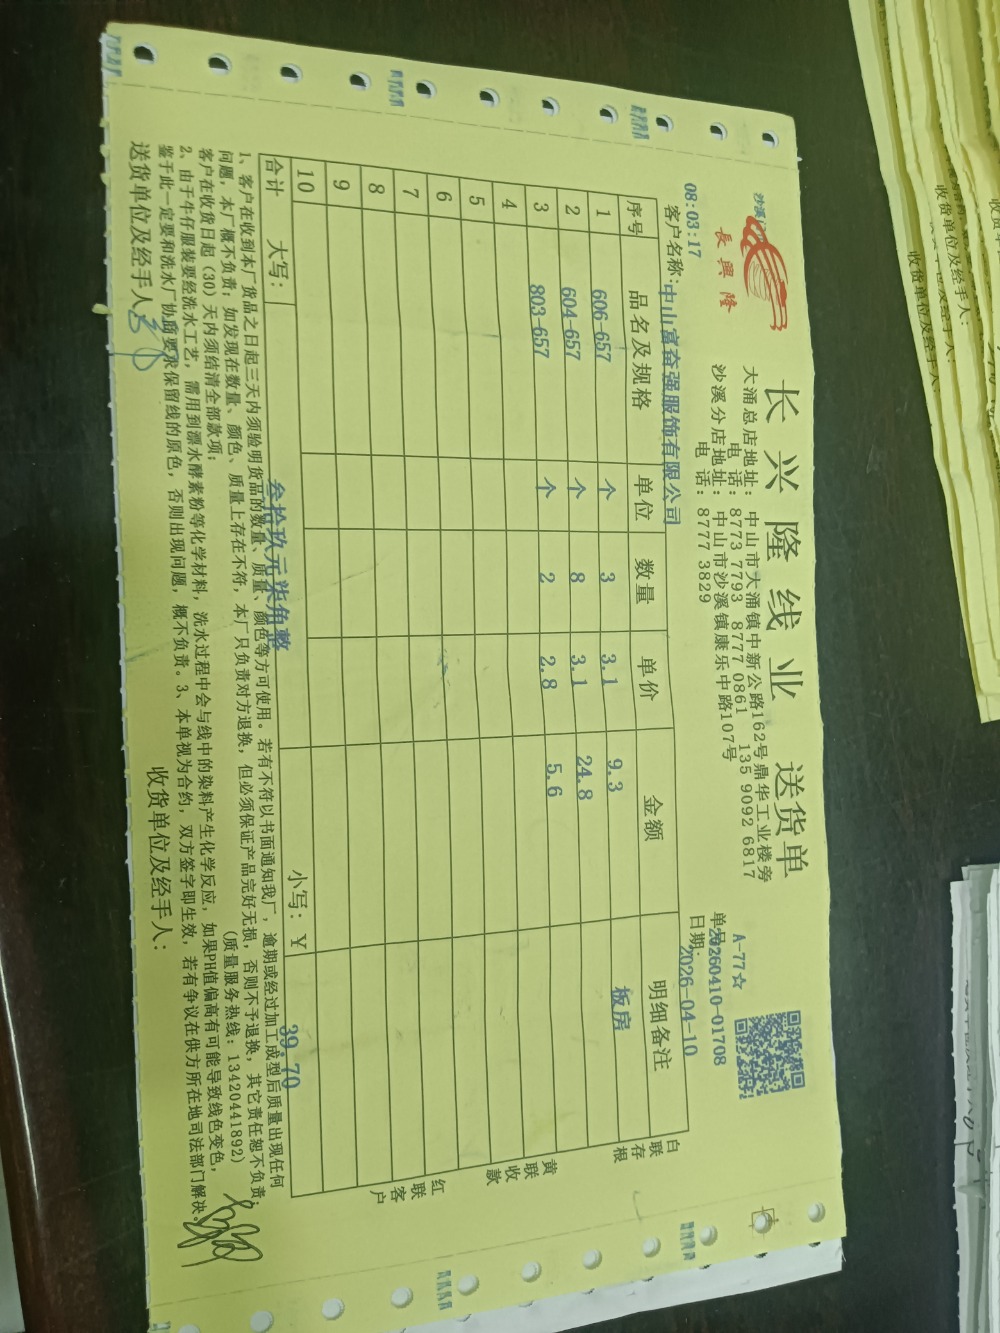 長興隆
长兴隆线业 送货单
大涌总店地址：中山市大涌镇中新公路162号鼎华工业楼旁
电 话：8773 7793 8777 0861 135 9092 6817
沙溪分店地址：中山市沙溪镇康乐中路107号
电 话：8777 3829
A-77☆
单号:20260410-01708
日期:2026-04-10
08:03:17
客户名称:中山富奋强服饰有限公司
序号 品名及规格 单位 数量 单价 金额 明细备注
1 606-657 个 3 3.1 9.3 板房
2 604-657 个 8 3.1 24.8
3 803-657 个 2 2.8 5.6
4
5
6
7
8
9
10
合计 大写：叁拾玖元柒角整 小写：￥39.70
白联存根
黄联收款
红联客户
1、客户在收到本厂货品之日起三天内须验明货品的数量、质量、颜色等方可使用。若有不符以书面通知我厂，逾期或经过加工成型后质量出现任何
问题，本厂概不负责；如发现在数量、颜色、质量上存在不符，本厂只负责对方退换，但必须保证产品完好无损，否则不予退换，其它责任恕不负责；
客户在收货日起（30）天内须结清全部款项； （质量服务热线：13420441892）
2、由于牛仔服装要经洗水工艺，需用到漂水酵素粉等化学材料，洗水过程中会与线中的染料产生化学反应，如果PH值偏高有可能导致线色变色，
鉴于此一定要和洗水厂协商要求保留线的原色，否则出现问题，概不负责。3、本单视为合约，双方签字即生效，若有争议在供方所在地司法部门解决。
送货单位及经手人： 收货单位及经手人：
收货单位及经手人：
收货单位及经手人：